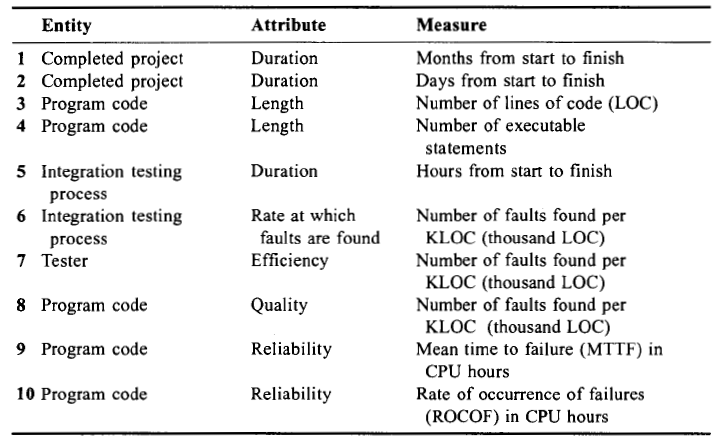 Entity Attribute Measure
1 Completed project Duration Months from start to finish
2 Completed project Duration Days from start to finish
3 Program code Length Number of lines of code (LOC)
4 Program code Length Number of executable
statements
5 Integration testing Duration Hours from start to finish
process
6 Integration testing Rate at which Number of faults found per
process faults are found KLOC (thousand LOC)
7 Tester Efficiency Number of faults found per
KLOC (thousand LOC)
8 Program code Quality Number of faults found per
KLOC (thousand LOC)
9 Program code Reliability Mean time to failure (MTTF) in
CPU hours
10 Program code Reliability Rate of occurrence of failures
(ROCOF) in CPU hours